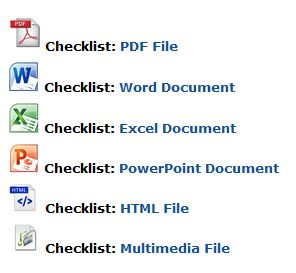 PDF
Checklist: PDF File
W
Checklist: Word Document
X
Checklist: Excel Document
P
Checklist: PowerPoint Document
HTML
</>
Checklist: HTML File
Checklist: Multimedia File